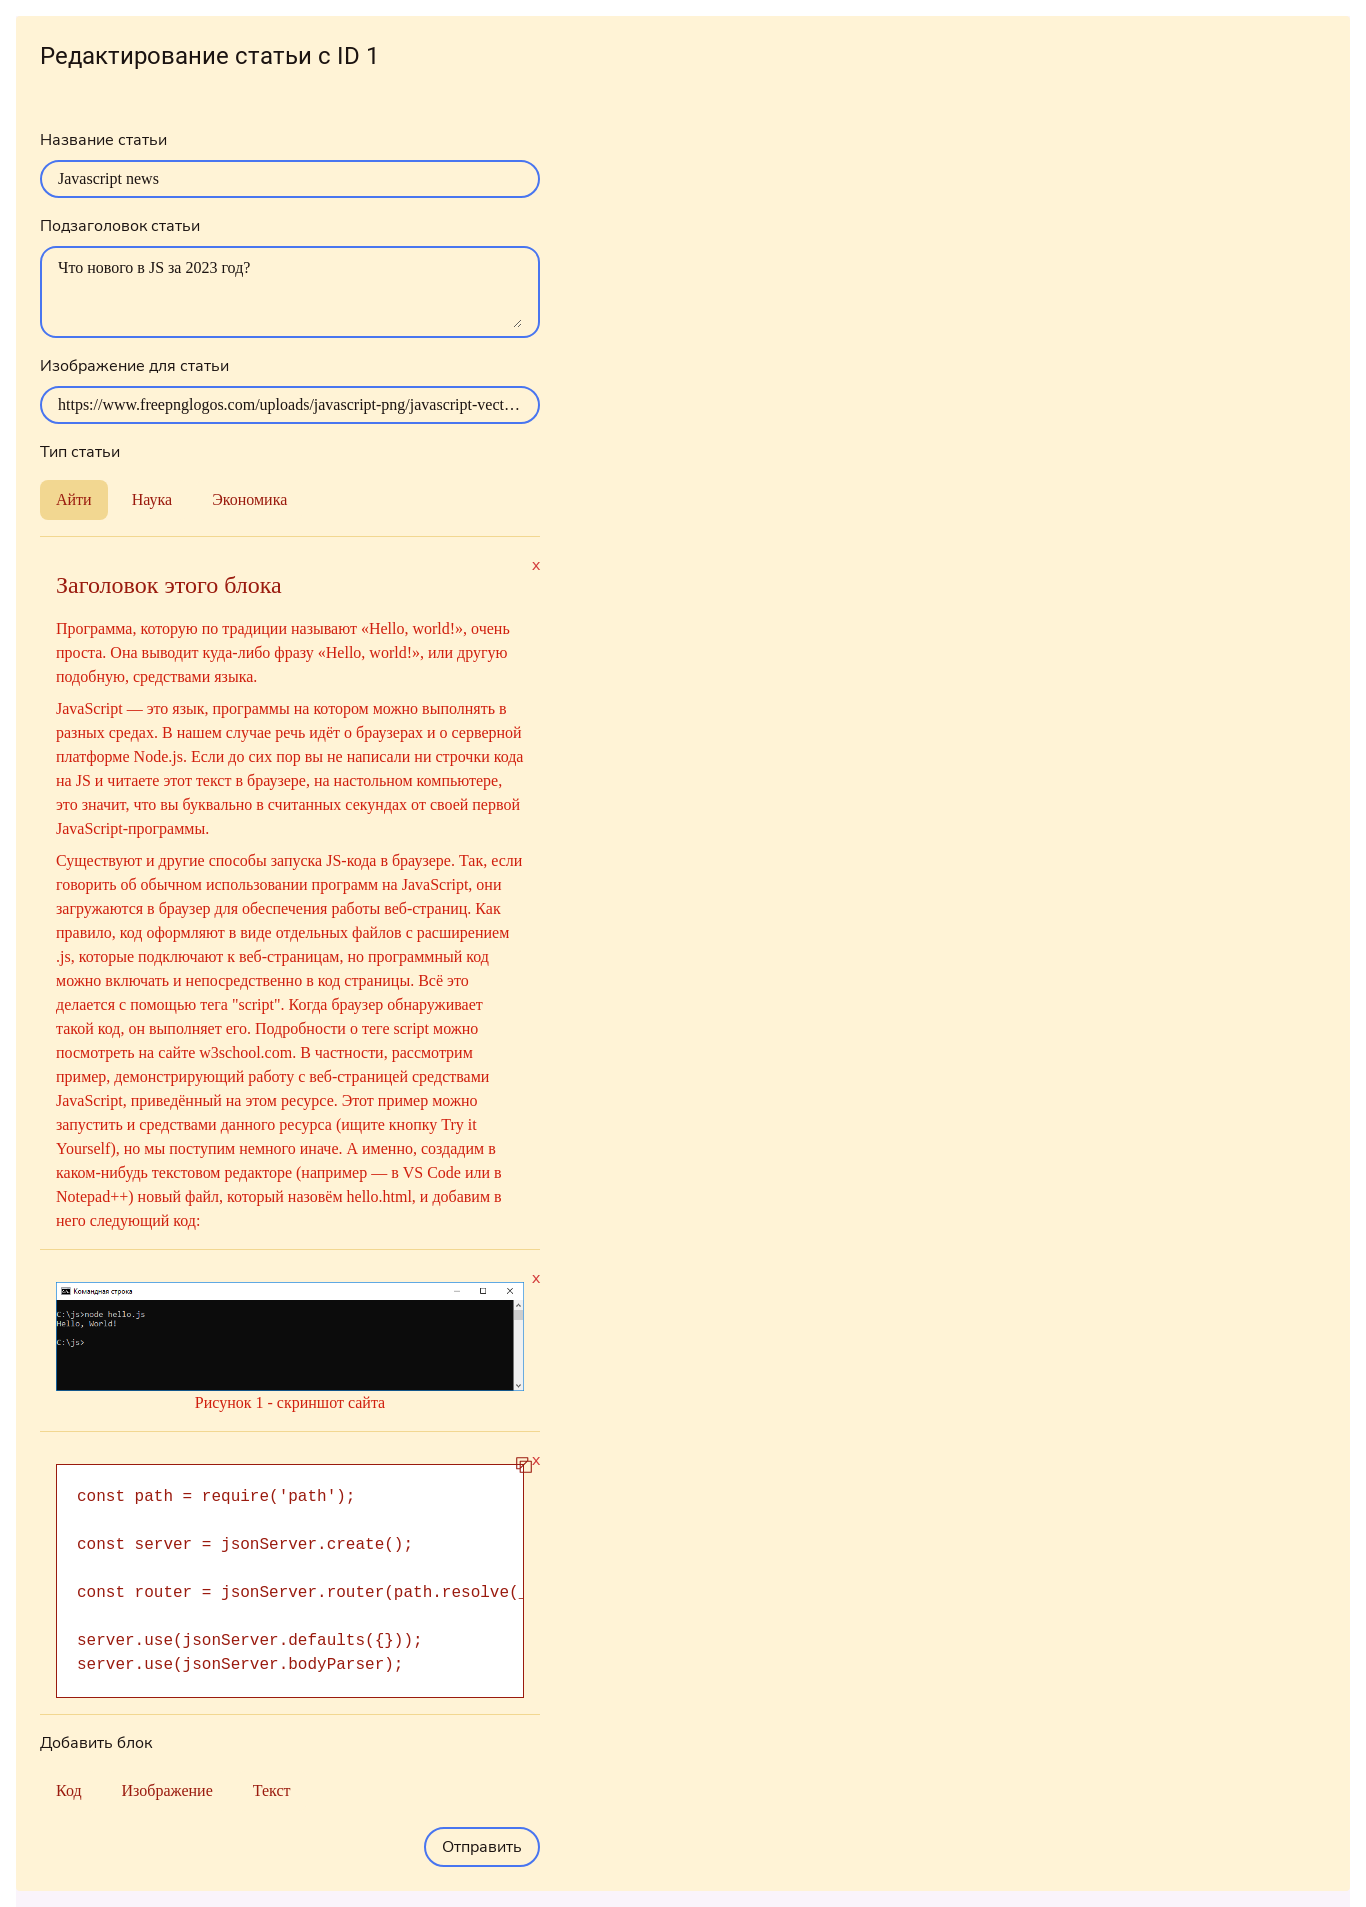 Редактирование статьи с ID 1
Название статьи
Javascript news
Подзаголовок статьи
Что нового в JS за 2023 год?
Изображение для статьи
https://www.freepnglogos.com/uploads/javascript-png/javascript-vect…
Тип статьи
Айти Наука Экономика
x
Заголовок этого блока
Программа, которую по традиции называют «Hello, world!», очень
проста. Она выводит куда-либо фразу «Hello, world!», или другую
подобную, средствами языка.
JavaScript — это язык, программы на котором можно выполнять в
разных средах. В нашем случае речь идёт о браузерах и о серверной
платформе Node.js. Если до сих пор вы не написали ни строчки кода
на JS и читаете этот текст в браузере, на настольном компьютере,
это значит, что вы буквально в считанных секундах от своей первой
JavaScript-программы.
Существуют и другие способы запуска JS-кода в браузере. Так, если
говорить об обычном использовании программ на JavaScript, они
загружаются в браузер для обеспечения работы веб-страниц. Как
правило, код оформляют в виде отдельных файлов с расширением
.js, которые подключают к веб-страницам, но программный код
можно включать и непосредственно в код страницы. Всё это
делается с помощью тега "script". Когда браузер обнаруживает
такой код, он выполняет его. Подробности о теге script можно
посмотреть на сайте w3school.com. В частности, рассмотрим
пример, демонстрирующий работу с веб-страницей средствами
JavaScript, приведённый на этом ресурсе. Этот пример можно
запустить и средствами данного ресурса (ищите кнопку Try it
Yourself), но мы поступим немного иначе. А именно, создадим в
каком-нибудь текстовом редакторе (например — в VS Code или в
Notepad++) новый файл, который назовём hello.html, и добавим в
него следующий код:
x
Командная строка
C:\js>node hello.js
Hello, World!
C:\js>
Рисунок 1 - скриншот сайта
x
const path = require('path');
const server = jsonServer.create();
const router = jsonServer.router(path.resolve(_
server.use(jsonServer.defaults({}));
server.use(jsonServer.bodyParser);
Добавить блок
Код Изображение Текст
Отправить